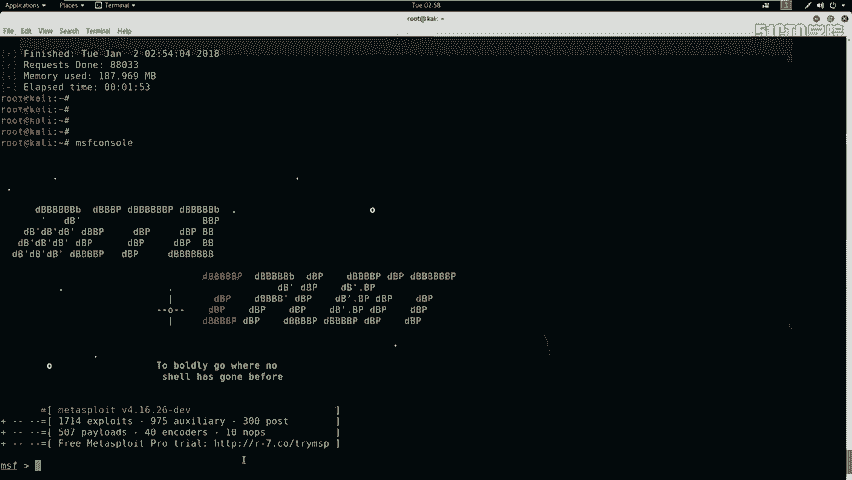 Applications Places Terminal Tue 02:58 1
root@kali: ~
File Edit View Search Terminal Help
51CTO
[+] Finished: Tue Jan 2 02:54:04 2018
[+] Requests Done: 88033
[+] Memory used: 187.969 MB
[+] Elapsed time: 00:01:53
root@kali:~#
root@kali:~#
root@kali:~#
root@kali:~#
root@kali:~# msfconsole
dBBBBBBb dBBBP dBBBBBBP dBBBBBb . o
' dB' BBP
dB'dB'dB' dBBP dBP dBP BB
dB'dB'dB' dBP dBP dBP BB
dB'dB'dB' dBBBBP dBP dBBBBBBB
dBBBBBP dBBBBBb dBP dBBBBP dBP dBBBBBBP
. . dB' dBP dB'.BP
| dBP dBBBB' dBP dB'.BP dBP dBP
--o-- dBP dBP dBP dB'.BP dBP dBP
| dBBBBP dBP dBBBBP dBBBBP dBP dBP
.
o To boldly go where no
shell has gone before
=[ metasploit v4.16.26-dev ]
+ -- --=[ 1714 exploits - 975 auxiliary - 300 post ]
+ -- --=[ 507 payloads - 40 encoders - 10 nops ]
+ -- --=[ Free Metasploit Pro trial: http://r-7.co/trymsp ]
msf >